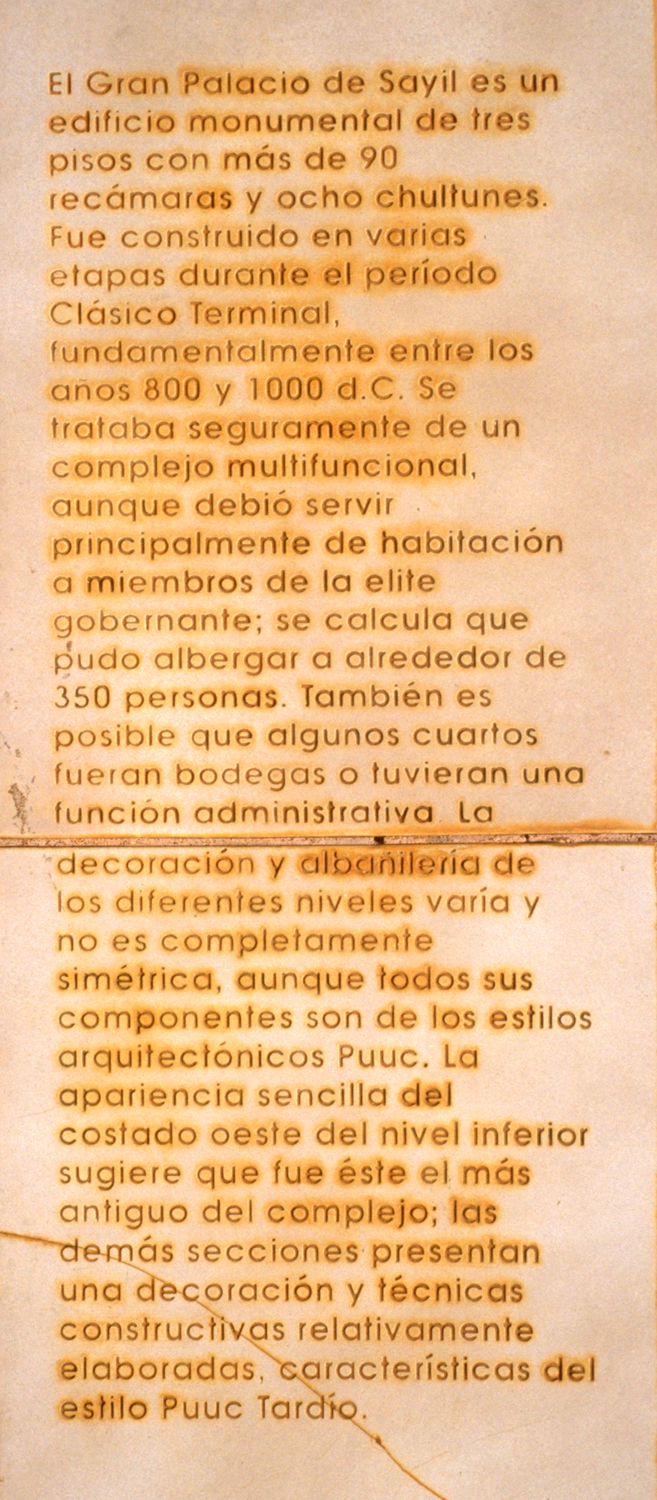 El Gran Palacio de Sayil es un
edificio monumental de tres
pisos con más de 90
recámaras y ocho chultunes.
Fue construido en varias
etapas durante el período
Clásico Terminal,
fundamentalmente entre los
años 800 y 1000 d.C. Se
trataba seguramente de un
complejo multifuncional,
aunque debió servir
principalmente de habitación
a miembros de la elite
gobernante; se calcula que
pudo albergar a alrededor de
350 personas. También es
posible que algunos cuartos
fueran bodegas o tuvieran una
función administrativa. La
decoración y albañilería de
los diferentes niveles varía y
no es completamente
simétrica, aunque todos sus
componentes son de los estilos
arquitectónicos Puuc. La
apariencia sencilla del
costado oeste del nivel inferior
sugiere que fue éste el más
antiguo del complejo; las
demás secciones presentan
una decoración y técnicas
constructivas relativamente
elaboradas, características del
estilo Puuc Tardío.